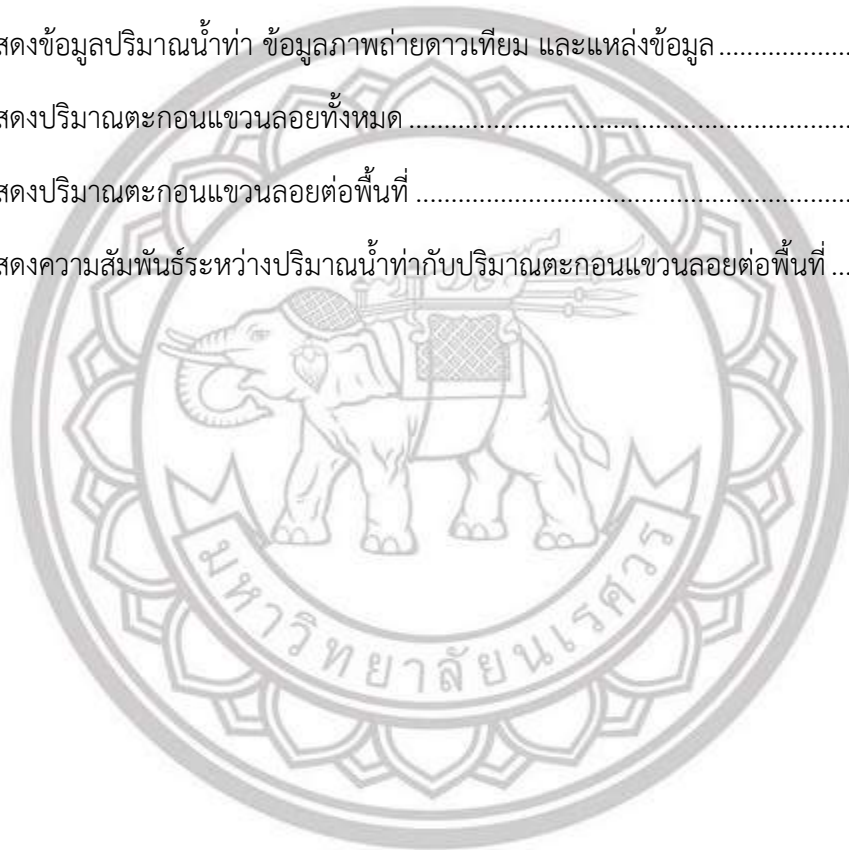 สดงข้อมูลปริมาณน้ำท่า ข้อมูลภาพถ่ายดาวเทียม และแหล่งข้อมูล ....................
สดงปริมาณตะกอนแขวนลอยทั้งหมด ....................................................................
สดงปริมาณตะกอนแขวนลอยต่อพื้นที่ ...................................................................
สดงความสัมพันธ์ระหว่างปริมาณน้ำท่ากับปริมาณตะกอนแขวนลอยต่อพื้นที่ ...
มหาวิทยาลัยนเรศวร